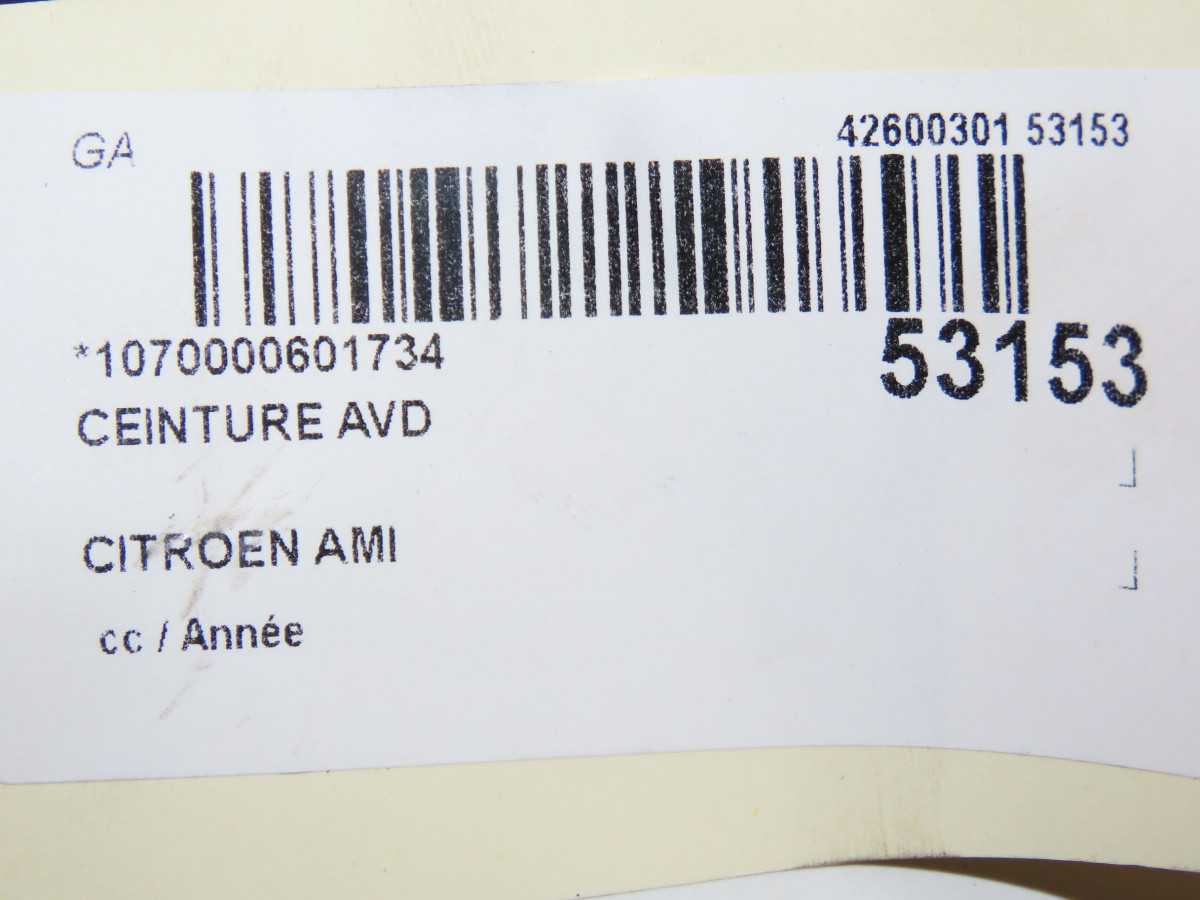 GA
42600301 53153
*1070000601734
53153
CEINTURE AVD
CITROEN AMI
cc / Année